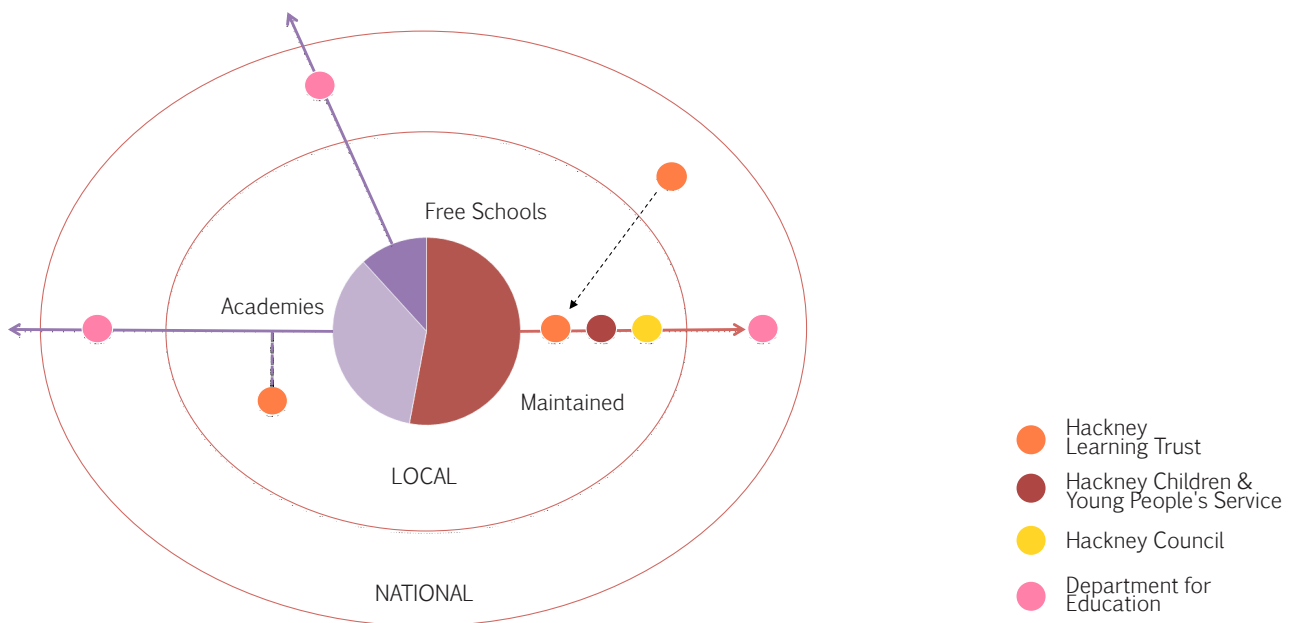 Free Schools
Academies
Maintained
LOCAL
NATIONAL
Hackney
Learning Trust
Hackney Children &
Young People's Service
Hackney Council
Department for
Education